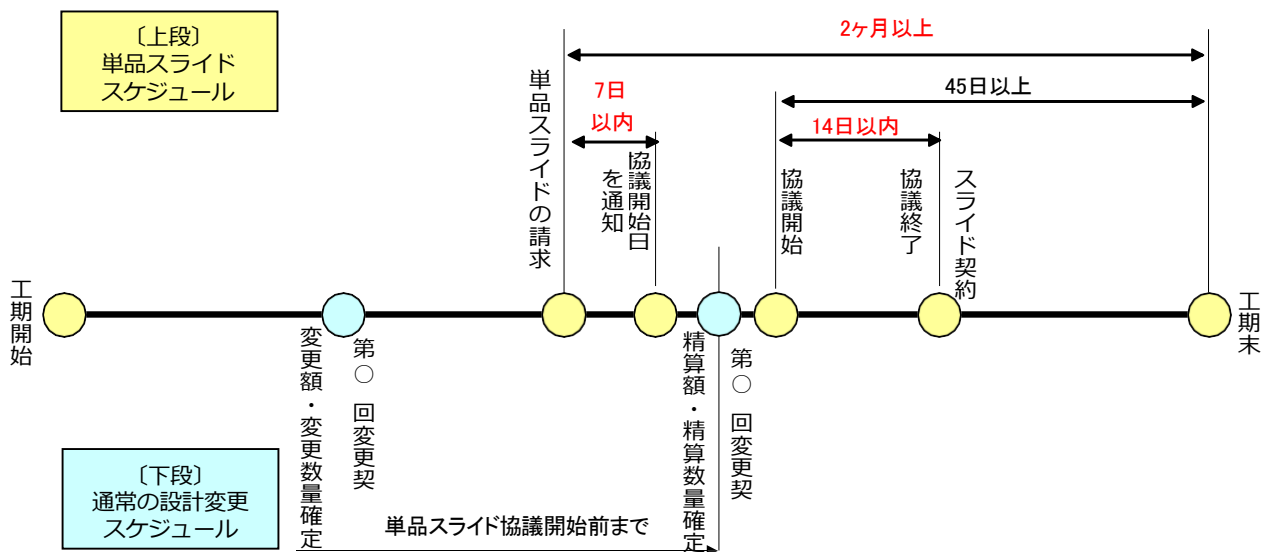 〔上段〕
単品スライド
スケジュール
2ヶ月以上
45日以上
7日
以内
14日以内
単品スライドの請求
協議開始日
を通知
協議開始
協議終了
スライド契約
工期開始
工期末
第○ 回変更契
変更額・変更数量確定
第○ 回変更契
精算額・精算数量確定
〔下段〕
通常の設計変更
スケジュール
単品スライド協議開始前まで